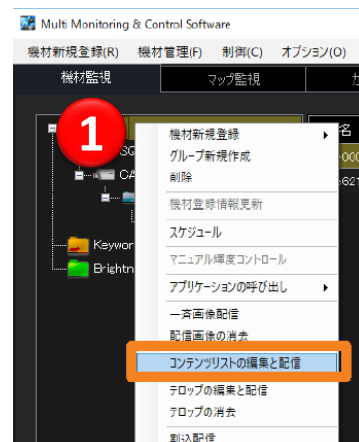 Multi Monitoring & Control Software
機材新規登録(R) 機材管理(F) 制御(C) オプション(O)
機材監視 マップ監視
1
名
機材新規登録
グループ新規作成
削除
機材登録情報更新
スケジュール
マニュアル輝度コントロール
アプリケーションの呼び出し
一斉画像配信
配信画像の消去
コンテンツリストの編集と配信
テロップの編集と配信
テロップの消去
割込配信
SG
CA
Keywor
Brightn
-000